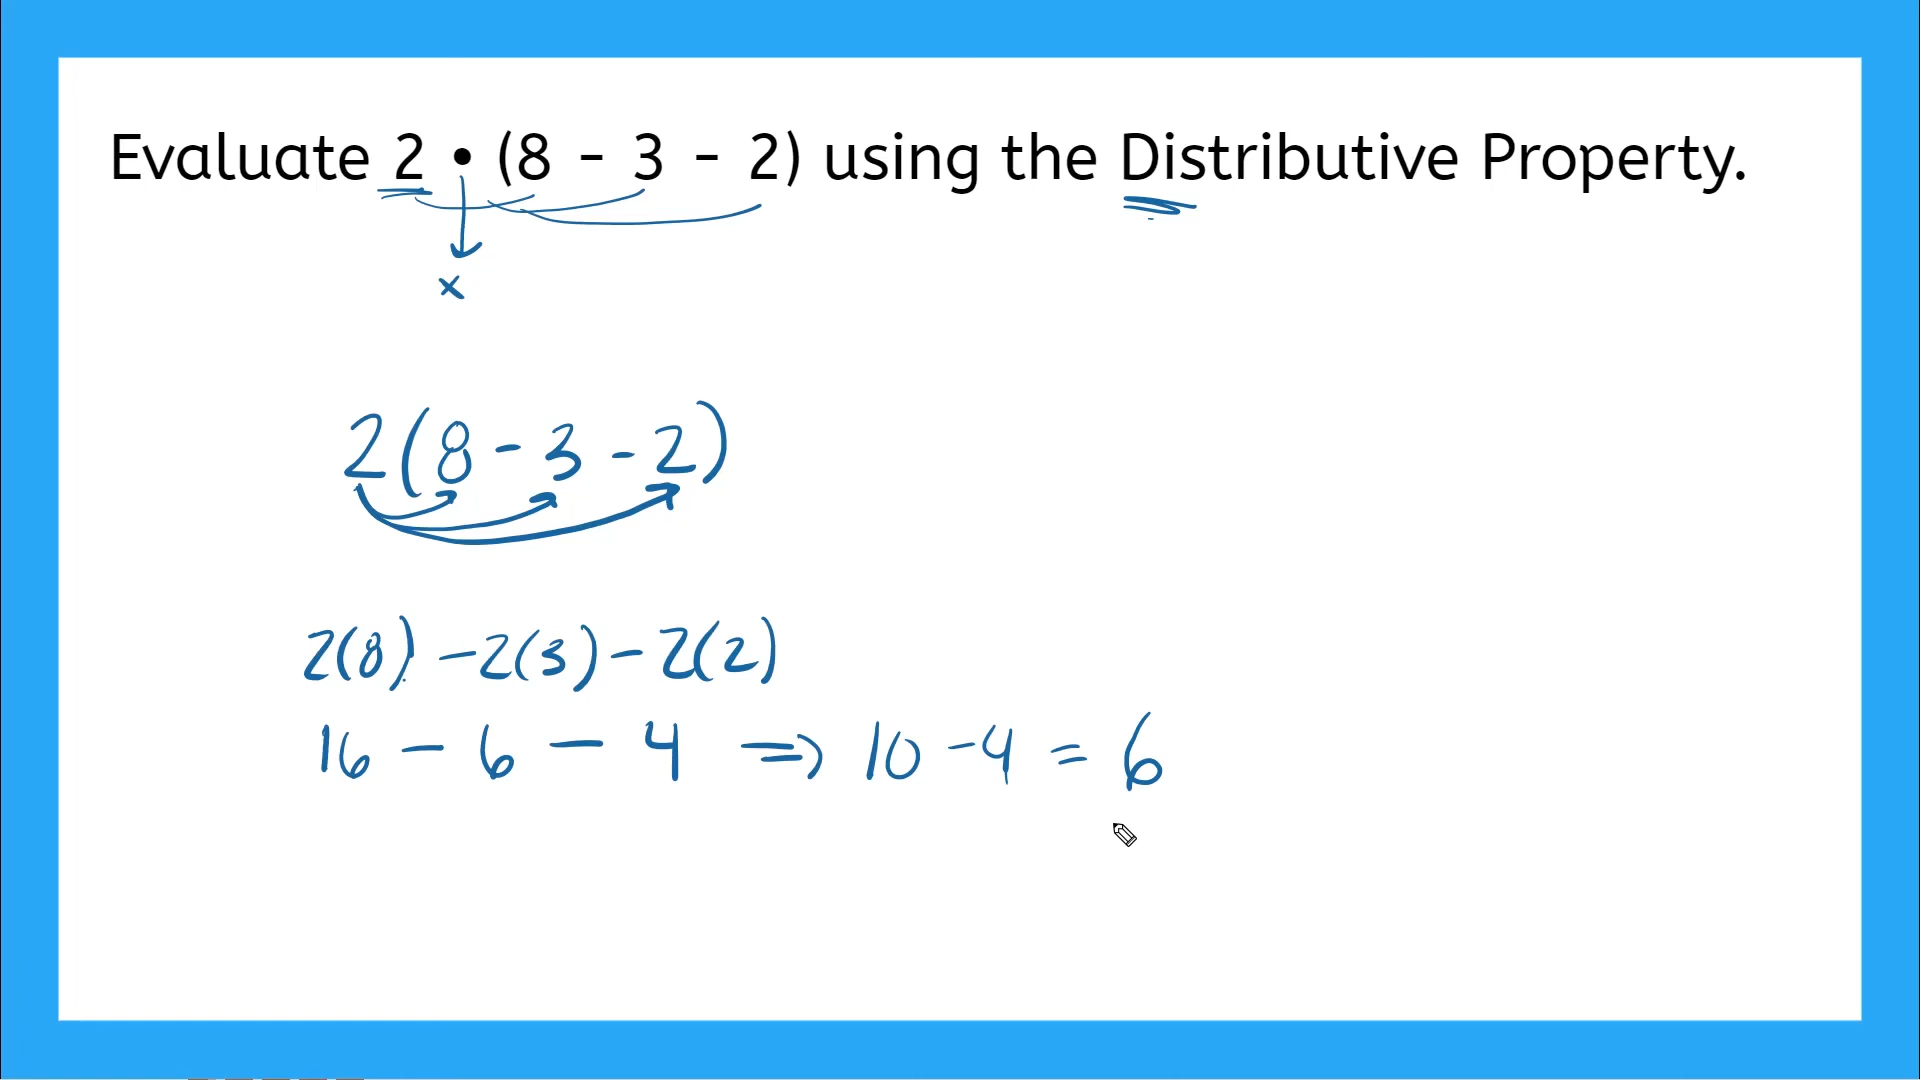 Evaluate 2 • (8 - 3 - 2) using the Distributive Property.
x
2(8 - 3 - 2)
2(8) - 2(3) - 2(2)
16 - 6 - 4 => 10 - 4 = 6